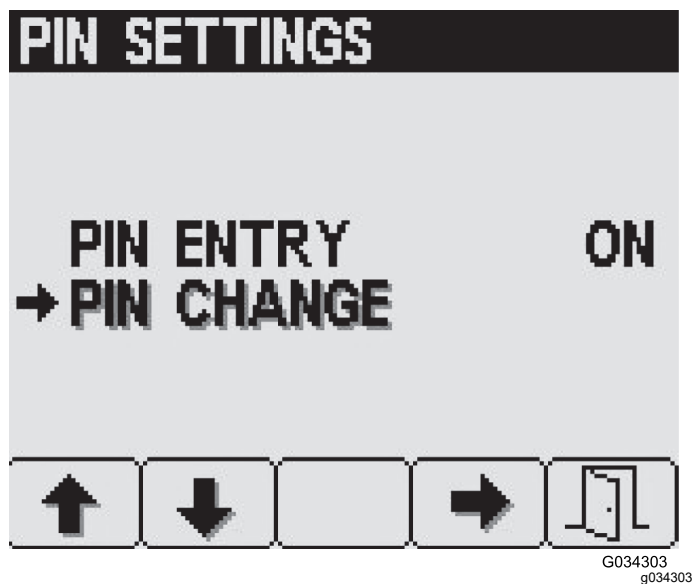 PIN SETTINGS
PIN ENTRY ON
PIN CHANGE
G034303
g034303